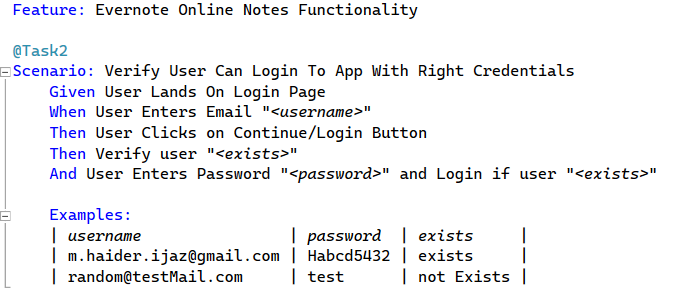 Feature: Evernote Online Notes Functionality
@Task2
Scenario: Verify User Can Login To App With Right Credentials
Given User Lands On Login Page
When User Enters Email "<username>"
Then User Clicks on Continue/Login Button
Then Verify user "<exists>"
And User Enters Password "<password>" and Login if user "<exists>"
Examples:
| username | password | exists |
| m.haider.ijaz@gmail.com | Habcd5432 | exists |
| random@testMail.com | test | not Exists |